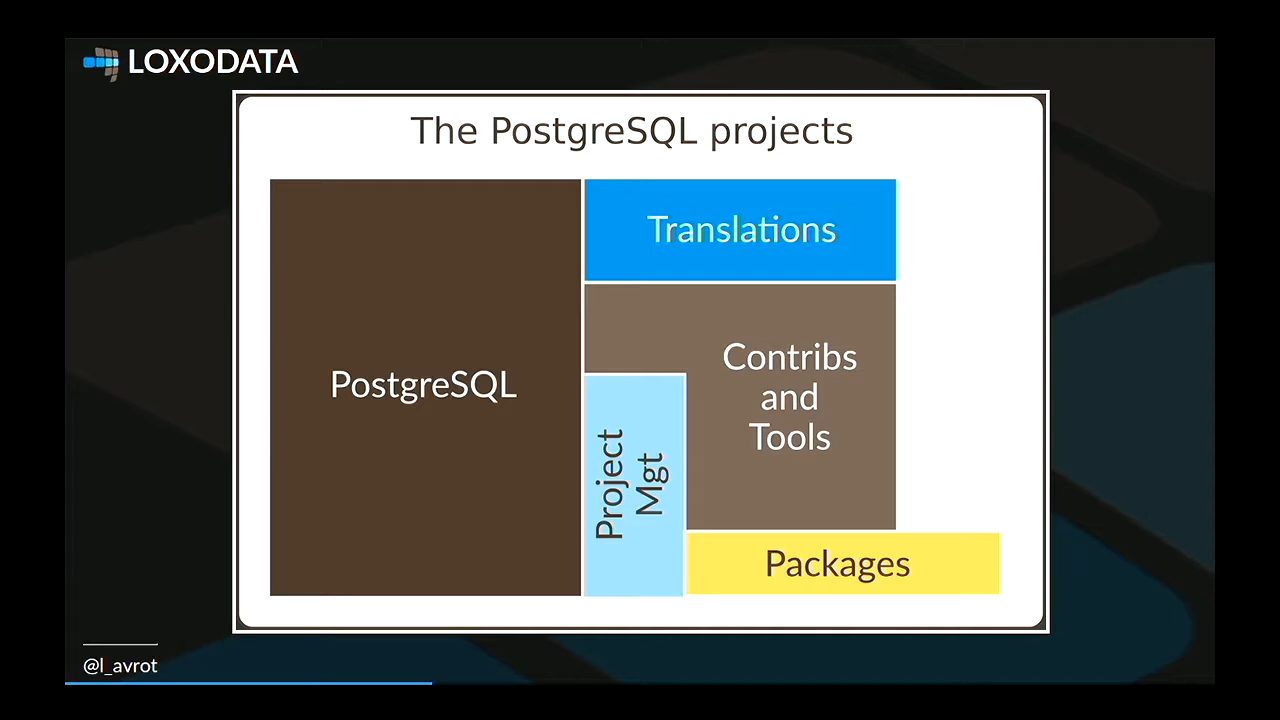 LOXODATA
The PostgreSQL projects
PostgreSQL
Translations
Contribs
and
Tools
Project
Mgt
Packages
@l_avrot